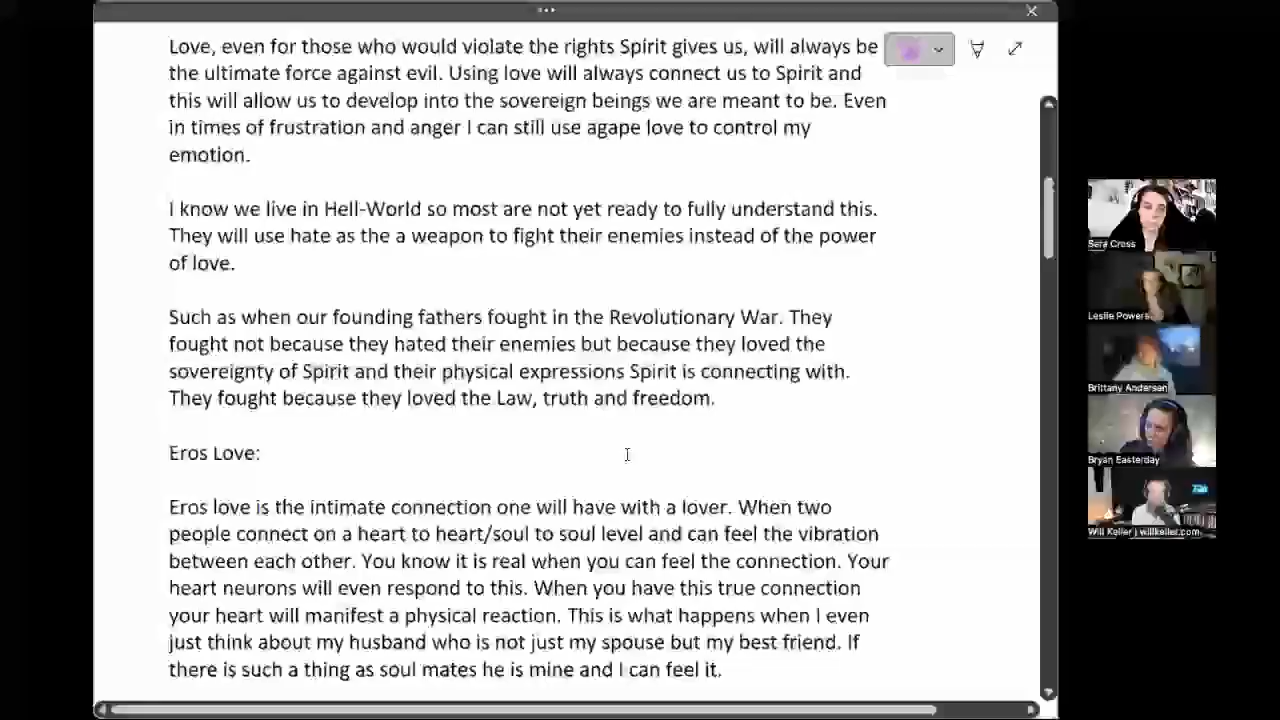 Love, even for those who would violate the rights Spirit gives us, will always be
the ultimate force against evil. Using love will always connect us to Spirit and
this will allow us to develop into the sovereign beings we are meant to be. Even
in times of frustration and anger I can still use agape love to control my
emotion.
I know we live in Hell-World so most are not yet ready to fully understand this.
They will use hate as the a weapon to fight their enemies instead of the power
of love.
Such as when our founding fathers fought in the Revolutionary War. They
fought not because they hated their enemies but because they loved the
sovereignty of Spirit and their physical expressions Spirit is connecting with.
They fought because they loved the Law, truth and freedom.
Eros Love:
Eros love is the intimate connection one will have with a lover. When two
people connect on a heart to heart/soul to soul level and can feel the vibration
between each other. You know it is real when you can feel the connection. Your
heart neurons will even respond to this. When you have this true connection
your heart will manifest a physical reaction. This is what happens when I even
just think about my husband who is not just my spouse but my best friend. If
there is such a thing as soul mates he is mine and I can feel it.
Sara Cross
Leslie Powers
Brittany Andersen
Bryan Easterday
Will Keller | willkeller.com